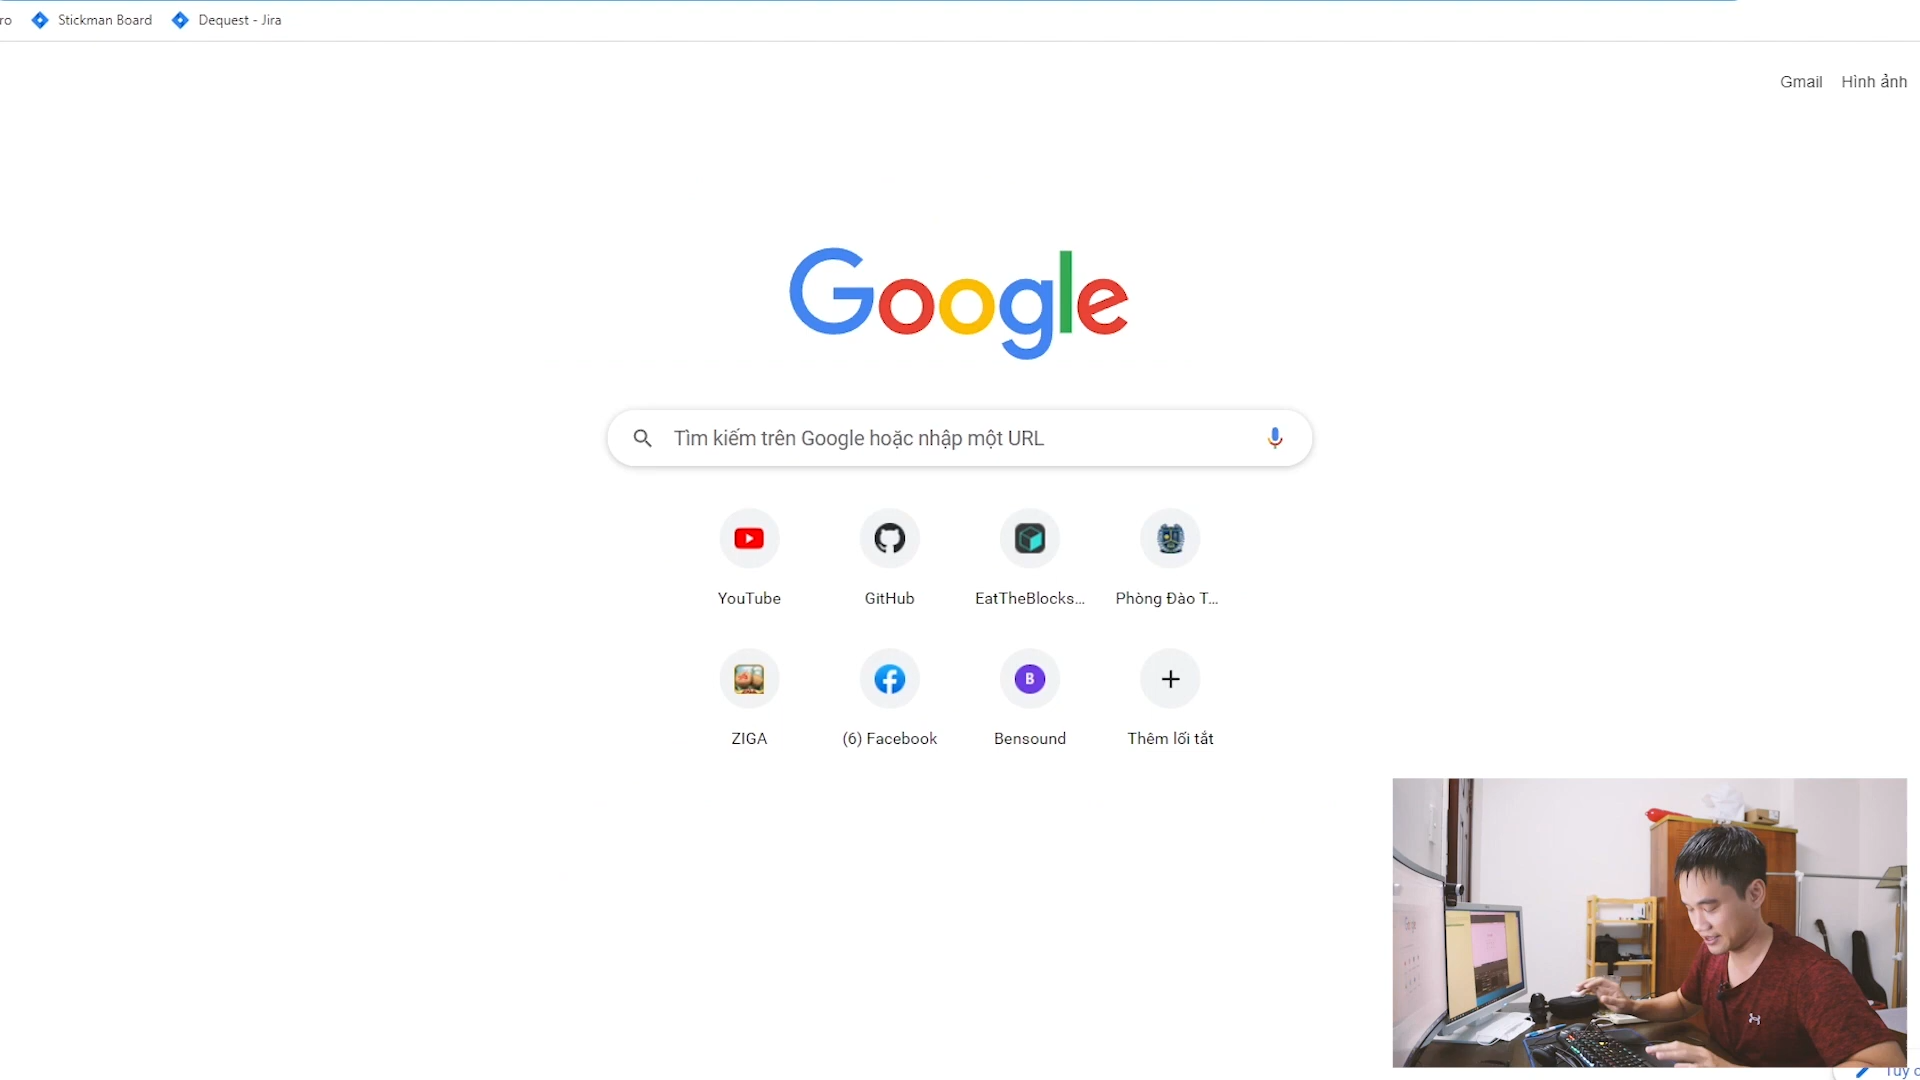 ro Stickman Board Dequest - Jira
Gmail Hình ảnh
Google
Tìm kiếm trên Google hoặc nhập một URL
YouTube GitHub EatTheBlocks... Phòng Đào T...
B
ZIGA (6) Facebook Bensound Thêm lối tắt